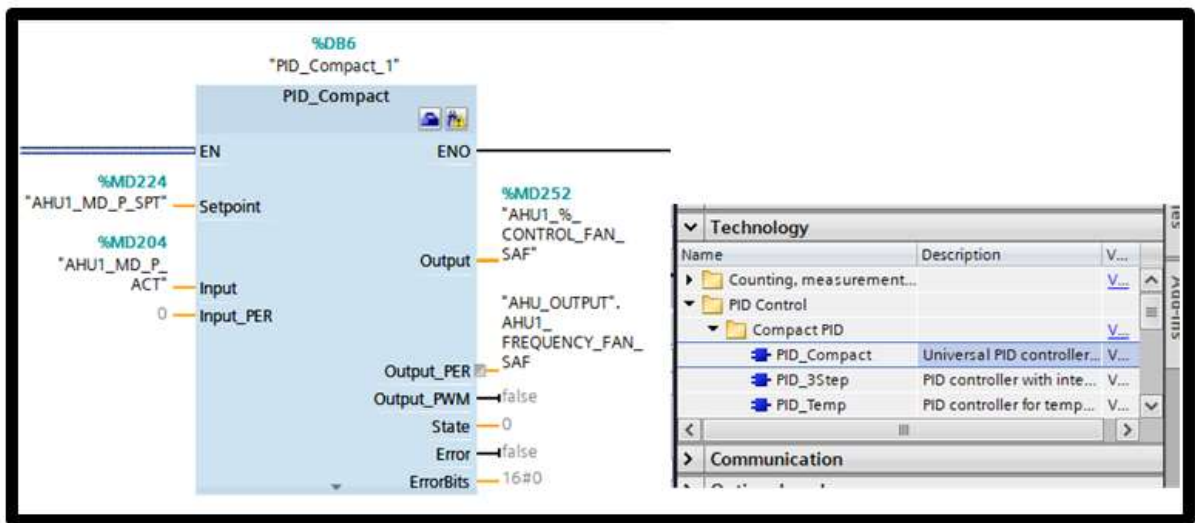 %DB6
"PID_Compact_1"
PID_Compact
EN
ENO
%MD224
"AHU1_MD_P_SPT"
Setpoint
%MD204
"AHU1_MD_P_
ACT"
Input
0
Input_PER
%MD252
"AHU1_%_
CONTROL_FAN_
SAF"
Output
"AHU_OUTPUT".
AHU1_
FREQUENCY_FAN_
SAF
Output_PER
Output_PWM
false
State
0
Error
false
ErrorBits
16#0
Technology
Name Description V...
Counting, measurement... V...
PID Control
Compact PID V...
PID_Compact Universal PID controller... V...
PID_3Step PID controller with inte... V...
PID_Temp PID controller for temp... V...
Communication
Add-ins